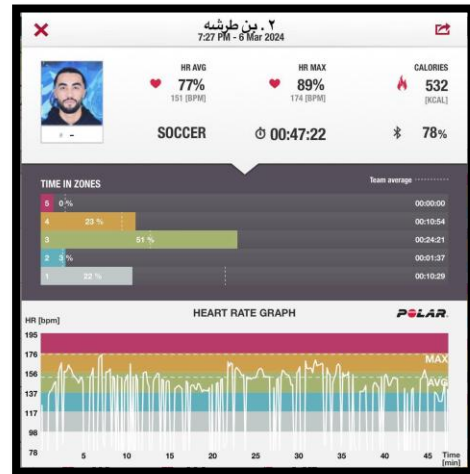 ٢ . بن طرشه
7:27 PM - 6 Mar 2024
HR AVG
77%
151 [BPM]
HR MAX
89%
174 [BPM]
CALORIES
532
[KCAL]
# -
SOCCER
00:47:22
78%
TIME IN ZONES
Team average
5 0 % 00:00:00
4 23 % 00:10:54
3 51 % 00:24:21
2 3 % 00:01:37
1 22 % 00:10:29
HR [bpm]
HEART RATE GRAPH
POLAR.
195
176
156
137
117
98
78
MAX
AVG
5 10 15 20 25 30 35 40 45 Time
[min]